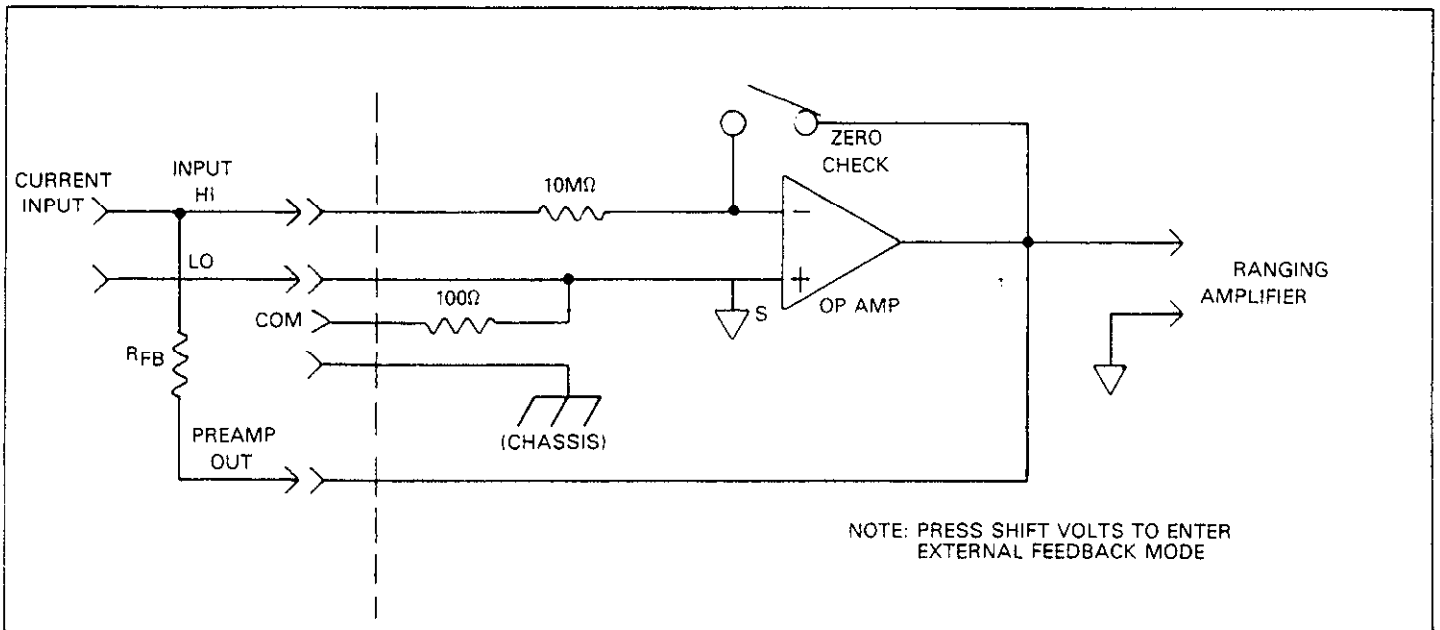 ZERO
CHECK
CURRENT
INPUT
INPUT
HI
10MΩ
−
LO
+
OP AMP
S
100Ω
COM
RANGING
AMPLIFIER
RFB
(CHASSIS)
PREAMP
OUT
NOTE: PRESS SHIFT VOLTS TO ENTER
EXTERNAL FEEDBACK MODE